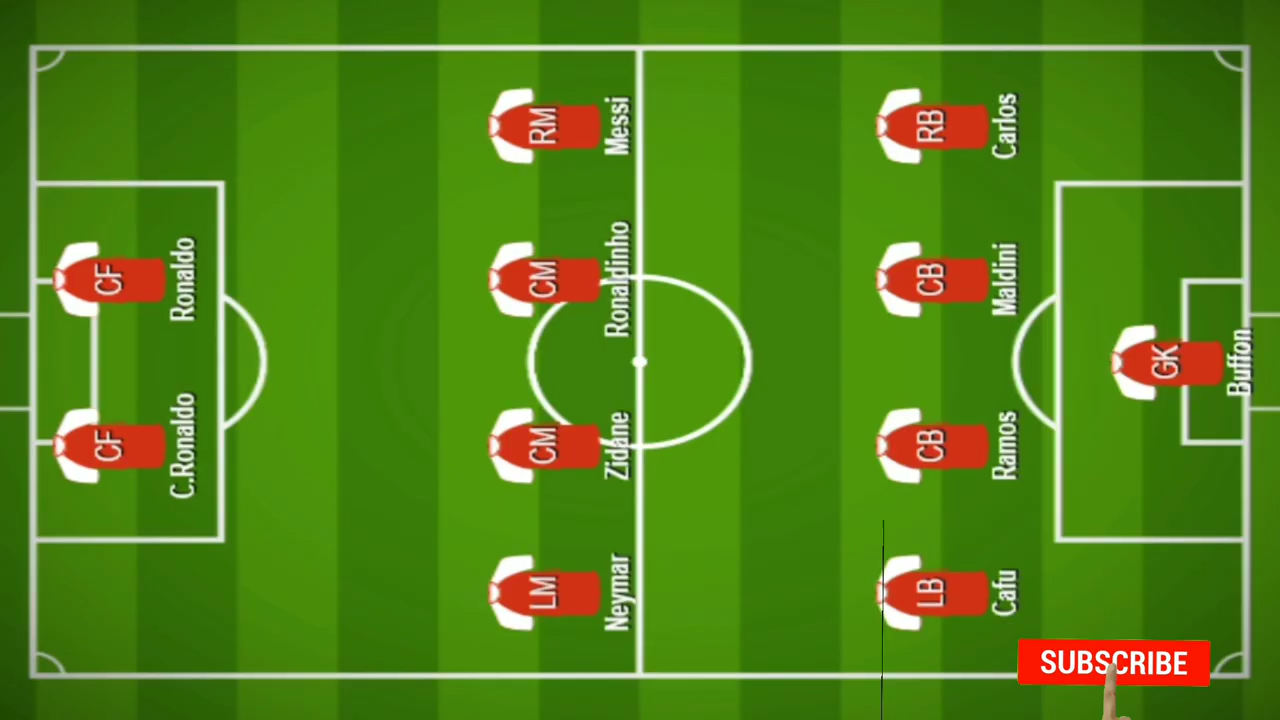 CF
Ronaldo
CF
C.Ronaldo
RM
Messi
CM
Ronaldinho
CM
Zidane
LM
Neymar
RB
Carlos
CB
Maldini
CB
Ramos
LB
Cafu
GK
Buffon
SUBSCRIBE